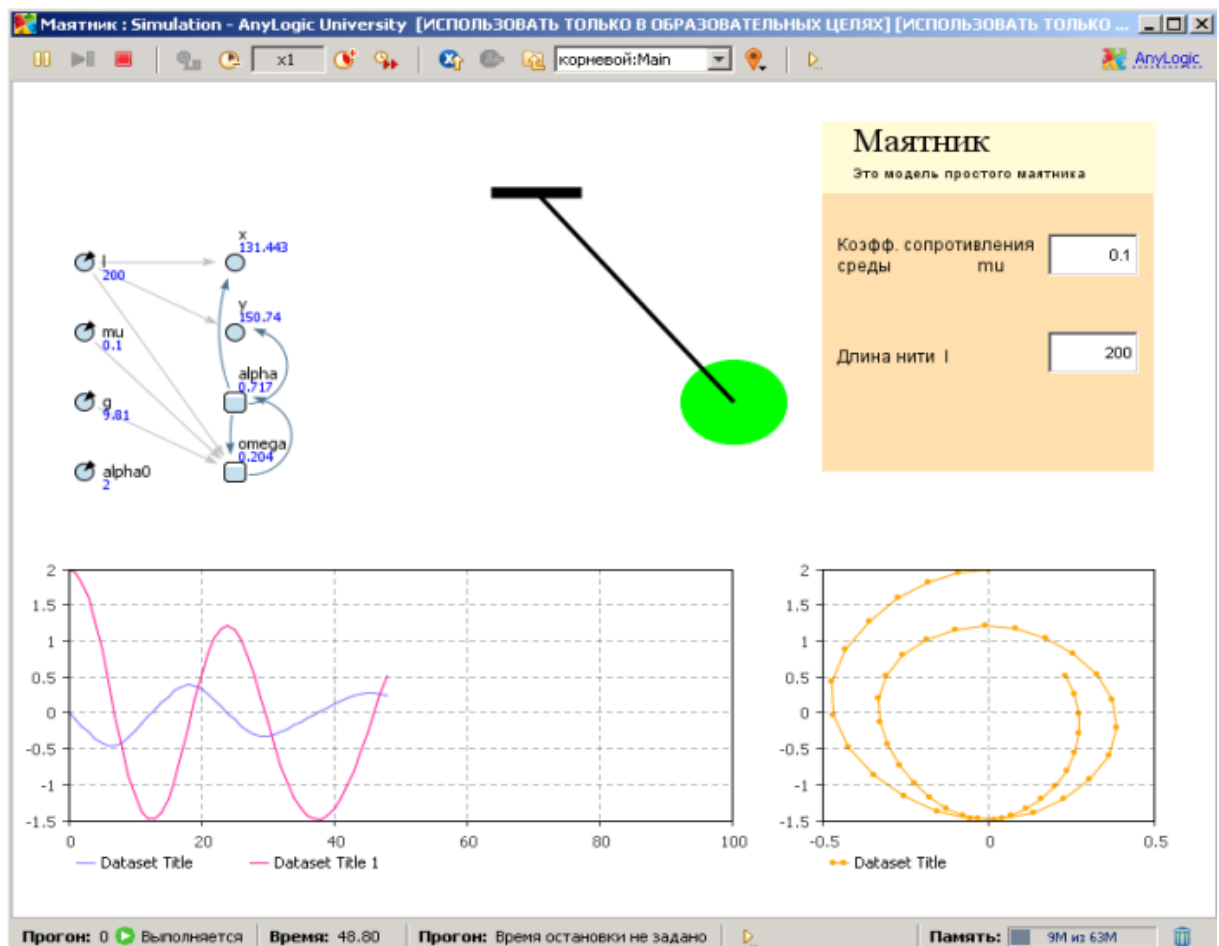 Маятник : Simulation - AnyLogic University [ИСПОЛЬЗОВАТЬ ТОЛЬКО В ОБРАЗОВАТЕЛЬНЫХ ЦЕЛЯХ] [ИСПОЛЬЗОВАТЬ ТОЛЬКО ...
x1 корневой:Main AnyLogic
Маятник
Это модель простого маятника
x
131.443
l
200
y
150.74
mu
0.1
alpha
0.717
g
9.81
omega
0.204
alpha0
2
Коэфф. сопротивления
среды mu
0.1
Длина нити l 200
2
1.5
1
0.5
0
-0.5
-1
-1.5
0 20 40 60 80 100
Dataset Title Dataset Title 1
2
1.5
1
0.5
0
-0.5
-1
-1.5
-0.5 0 0.5
Dataset Title
Прогон: 0 Выполняется Время: 48.80 Прогон: Время остановки не задано Память: 9M из 63M